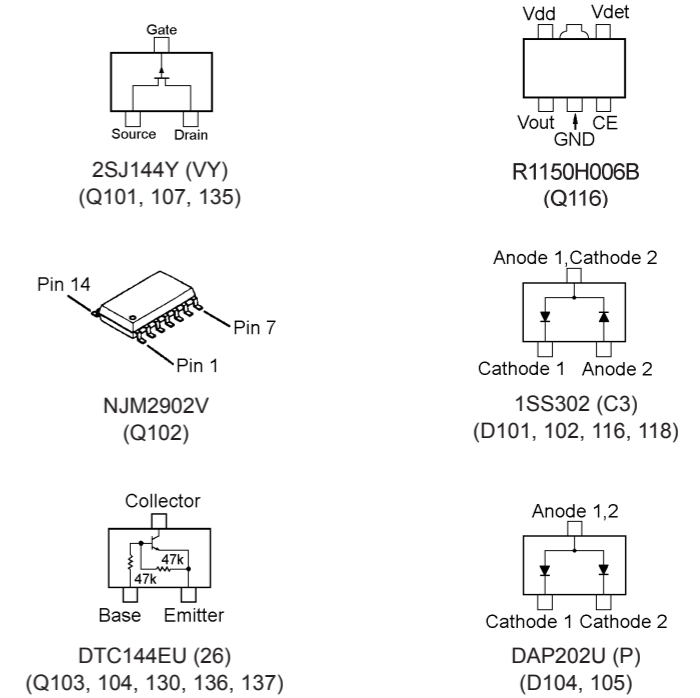 Gate
Source Drain
2SJ144Y (VY)
(Q101, 107, 135)
Vdd Vdet
Vout CE
GND
R1150H006B
(Q116)
Pin 14
Pin 7
Pin 1
NJM2902V
(Q102)
Anode 1,Cathode 2
Cathode 1 Anode 2
1SS302 (C3)
(D101, 102, 116, 118)
Collector
47k
47k
Base Emitter
DTC144EU (26)
(Q103, 104, 130, 136, 137)
Anode 1,2
Cathode 1 Cathode 2
DAP202U (P)
(D104, 105)